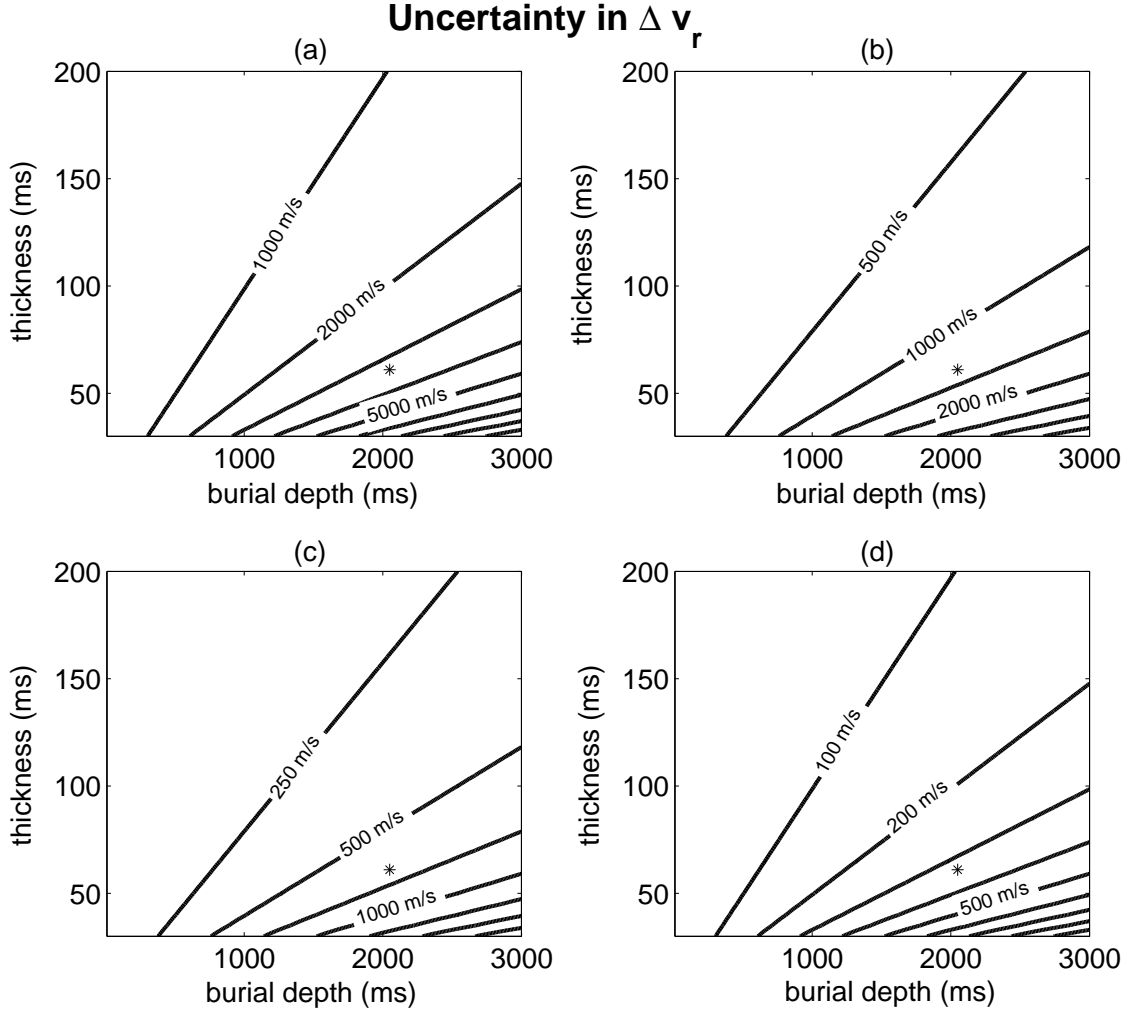 Uncertainty in Δ v_r
(a)
200
150
100
50
thickness (ms)
1000 m/s
2000 m/s
5000 m/s
1000
2000
3000
burial depth (ms)
(b)
200
150
100
50
thickness (ms)
500 m/s
1000 m/s
2000 m/s
1000
2000
3000
burial depth (ms)
(c)
200
150
100
50
thickness (ms)
250 m/s
500 m/s
1000 m/s
1000
2000
3000
burial depth (ms)
(d)
200
150
100
50
thickness (ms)
100 m/s
200 m/s
500 m/s
1000
2000
3000
burial depth (ms)